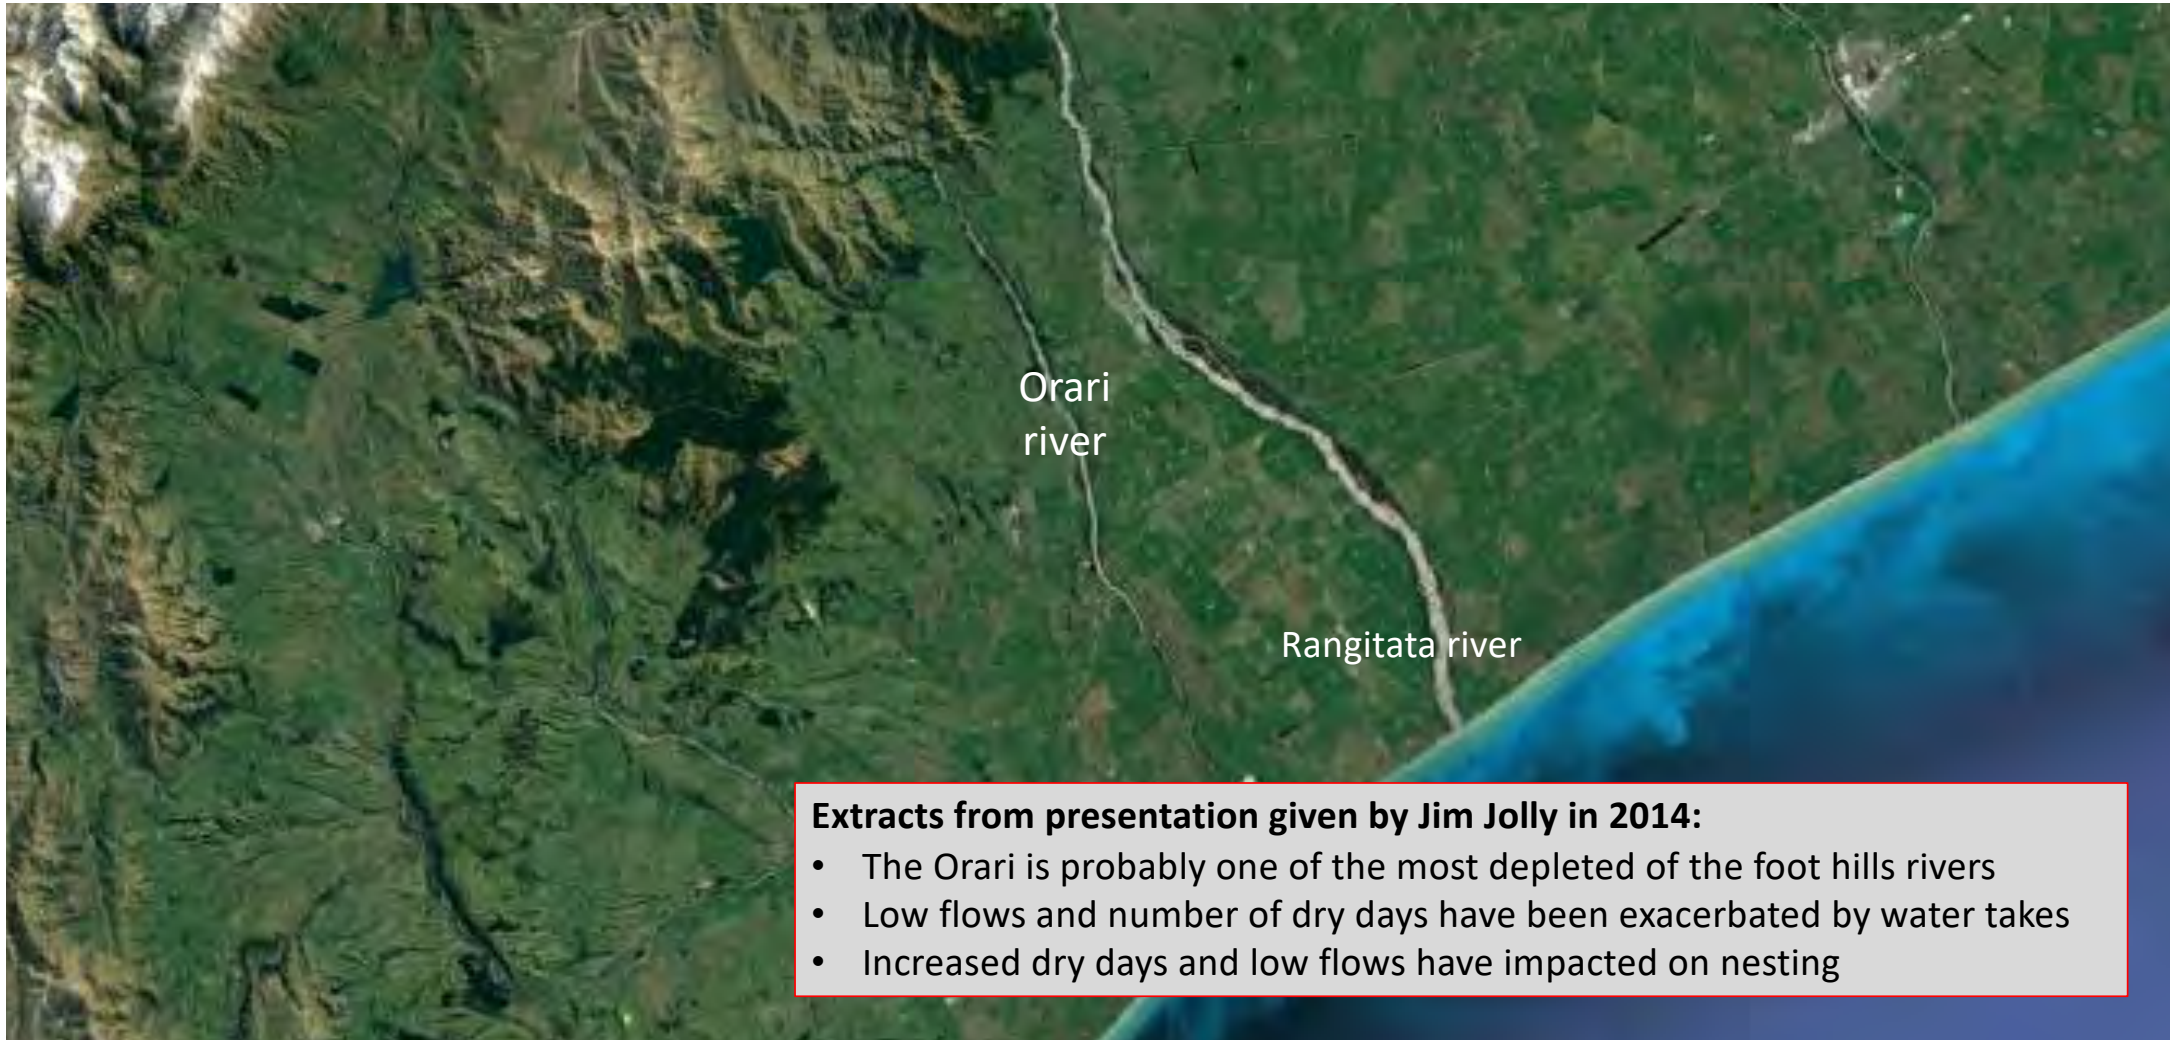 Orari
river
Rangitata river
Extracts from presentation given by Jim Jolly in 2014:
• The Orari is probably one of the most depleted of the foot hills rivers
• Low flows and number of dry days have been exacerbated by water takes
• Increased dry days and low flows have impacted on nesting